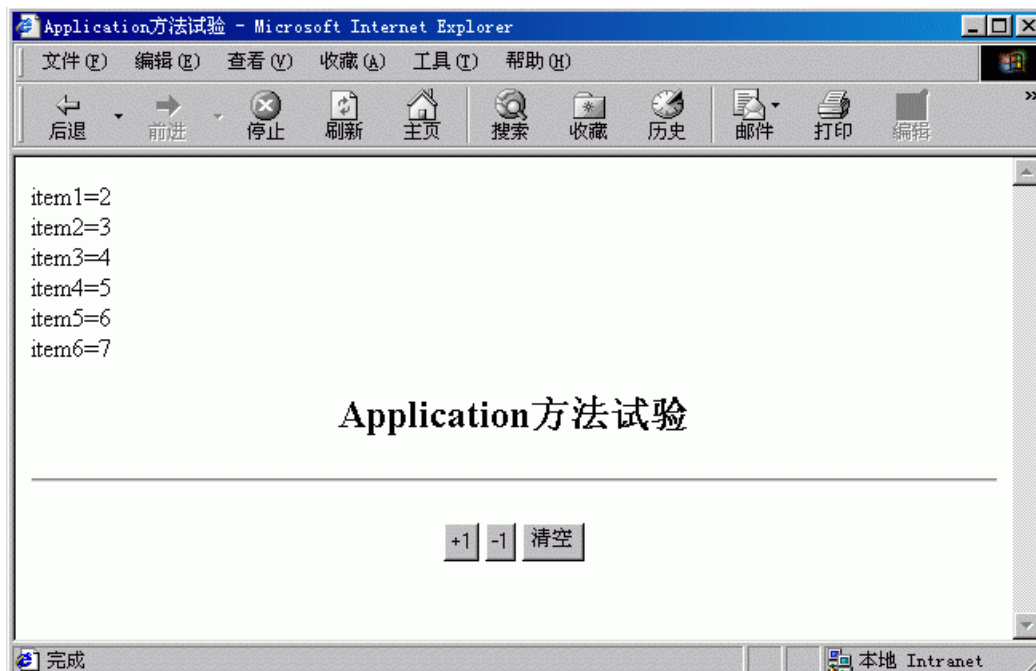 Application方法试验 - Microsoft Internet Explorer
文件(F) 编辑(E) 查看(V) 收藏(A) 工具(T) 帮助(H)
后退 前进 停止 刷新 主页 搜索 收藏 历史 邮件 打印 编辑
item1=2
item2=3
item3=4
item4=5
item5=6
item6=7
Application方法试验
+1 -1 清空
完成 本地 Intranet